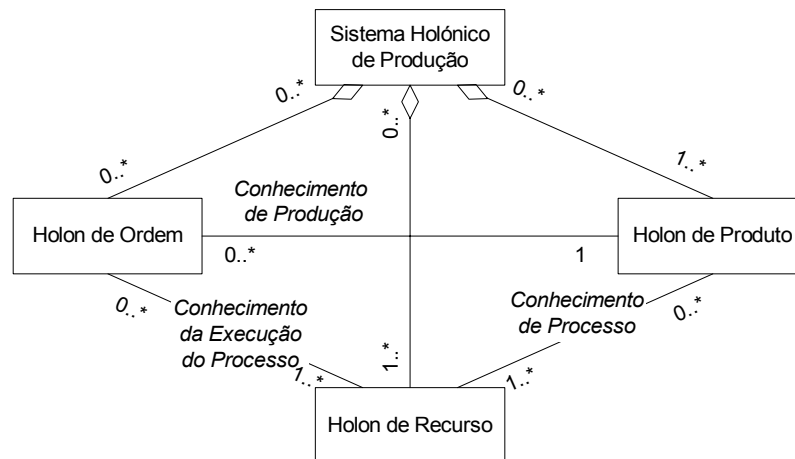 Sistema Holónico
de Produção
0..*
0..*
0..*
0..*
1..*
Conhecimento
de Produção
Holon de Ordem
Holon de Produto
0..*
1
0..*
Conhecimento
da Execução
do Processo
Conhecimento
de Processo
0..*
1..*
1..*
1..*
Holon de Recurso